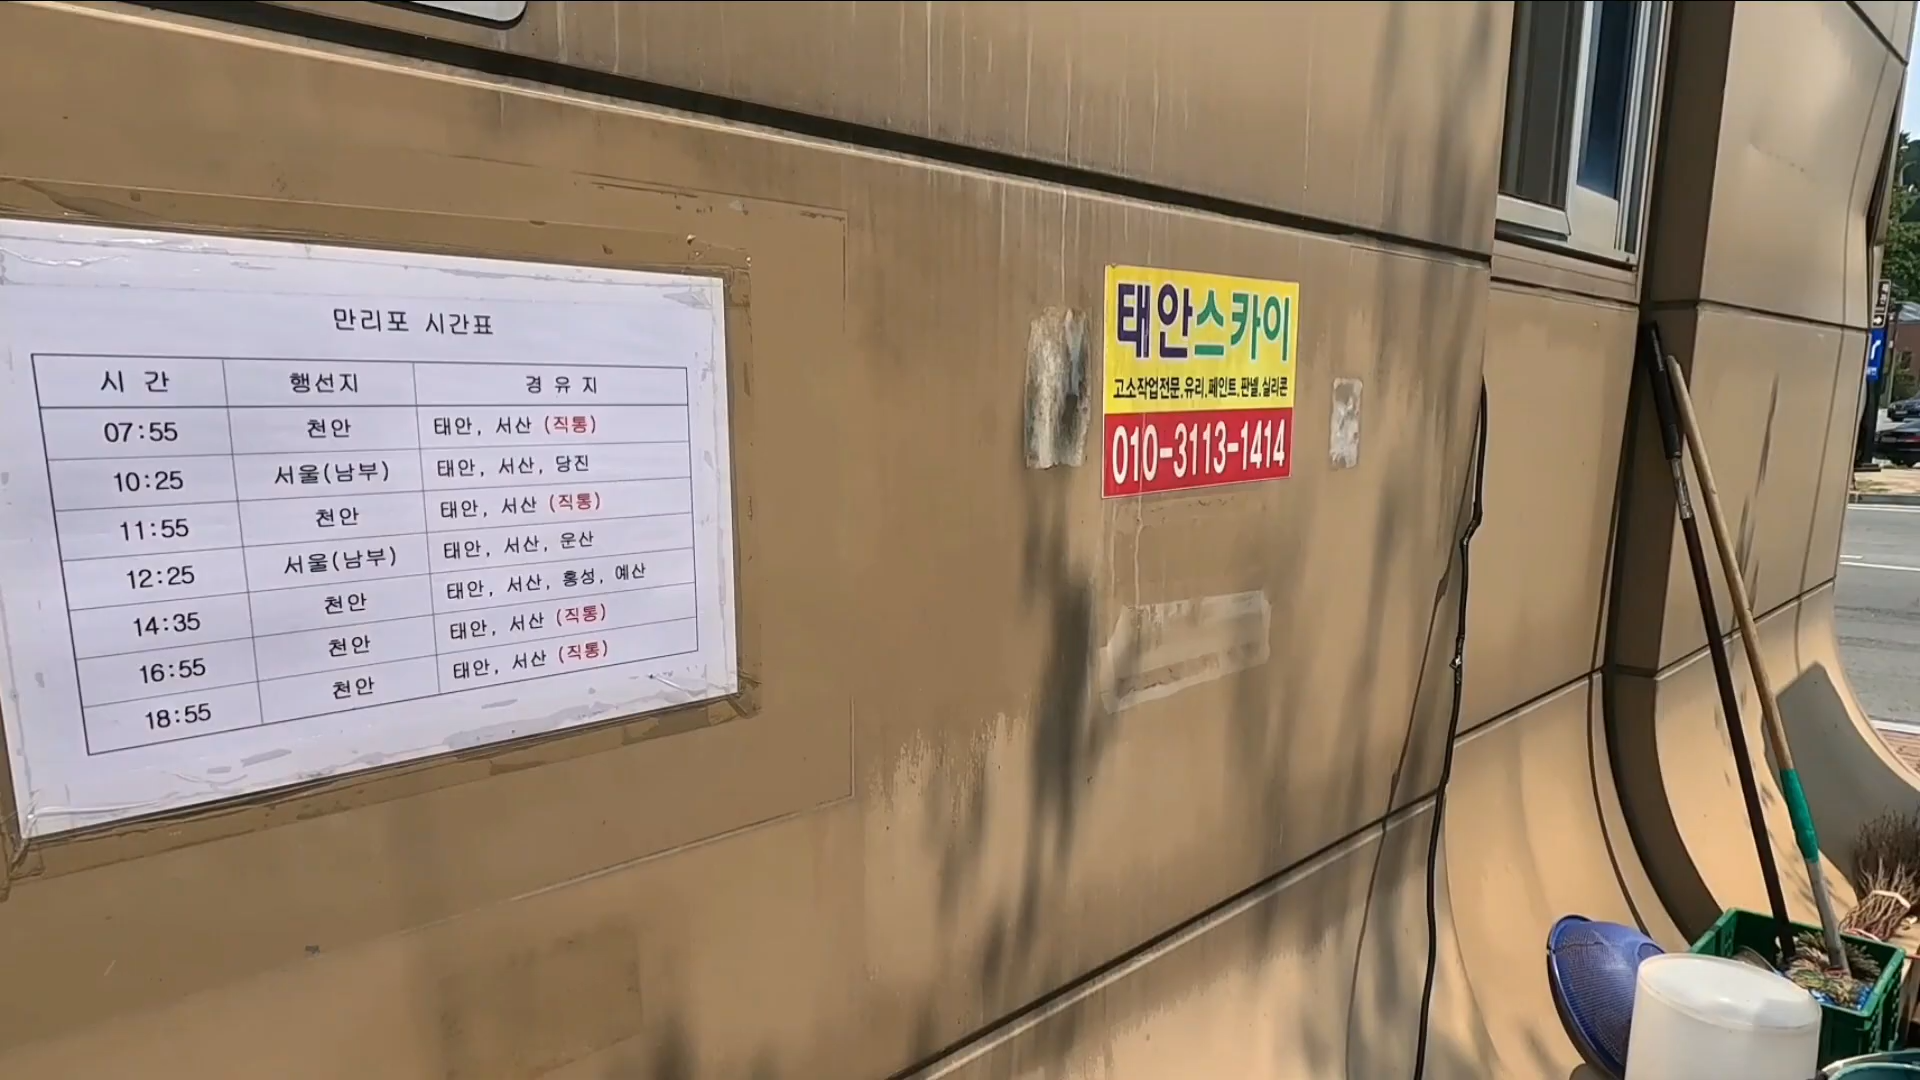 만리포 시간표
시 간 행선지 경 유 지
07:55 천안 태안, 서산 (직통)
10:25 서울(남부) 태안, 서산, 당진
11:55 천안 태안, 서산 (직통)
12:25 서울(남부) 태안, 서산, 운산
14:35 천안 태안, 서산, 홍성, 예산
16:55 천안 태안, 서산 (직통)
18:55 천안 태안, 서산 (직통)
태안스카이
고소작업전문.유리.페인트.판넬.실리콘
010-3113-1414